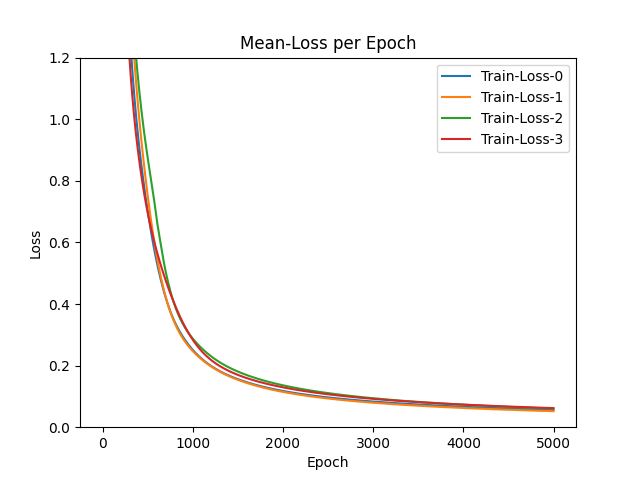 Mean-Loss per Epoch
Train-Loss-0
Train-Loss-1
Train-Loss-2
Train-Loss-3
1.2
1.0
0.8
0.6
0.4
0.2
0.0
Loss
0 1000 2000 3000 4000 5000
Epoch